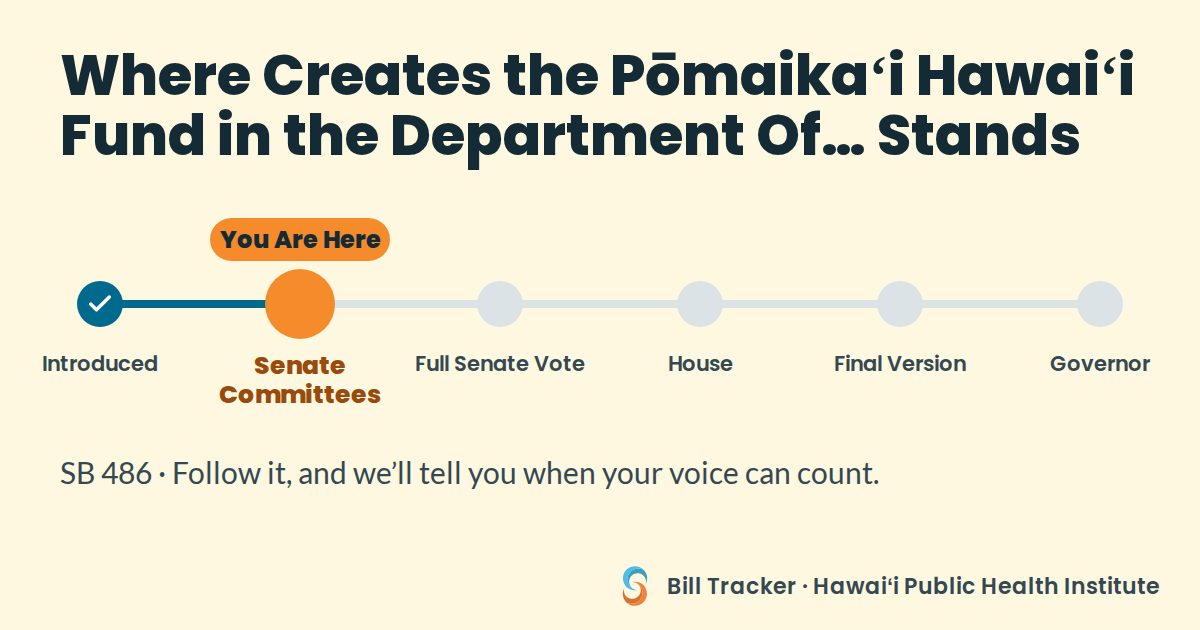 Where Creates the Pōmaikaʻi Hawaiʻi
Fund in the Department Of… Stands
You Are Here
Introduced
Senate
Committees
Full Senate Vote
House
Final Version
Governor
SB 486 · Follow it, and we’ll tell you when your voice can count.
Bill Tracker · Hawaiʻi Public Health Institute